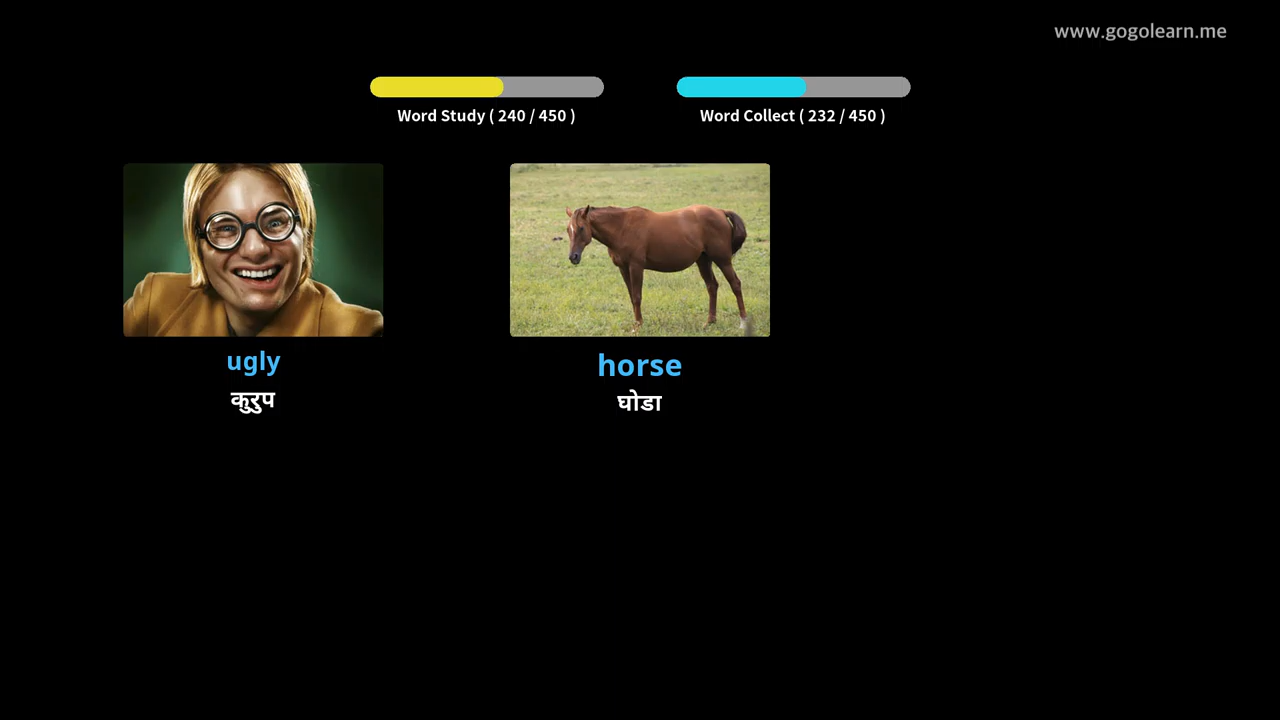 www.gogolearn.me
Word Study ( 240 / 450 )
Word Collect ( 232 / 450 )
ugly
horse
कुरुप
घोडा